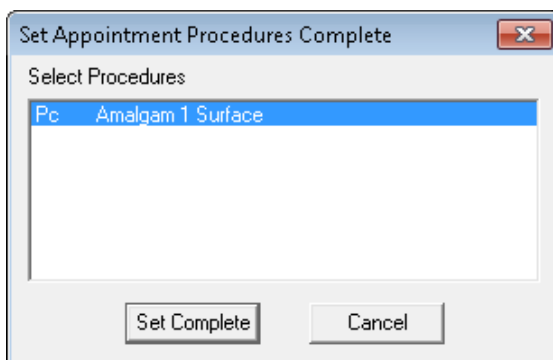 Set Appointment Procedures Complete
Select Procedures
Pc Amalgam 1 Surface
Set Complete Cancel